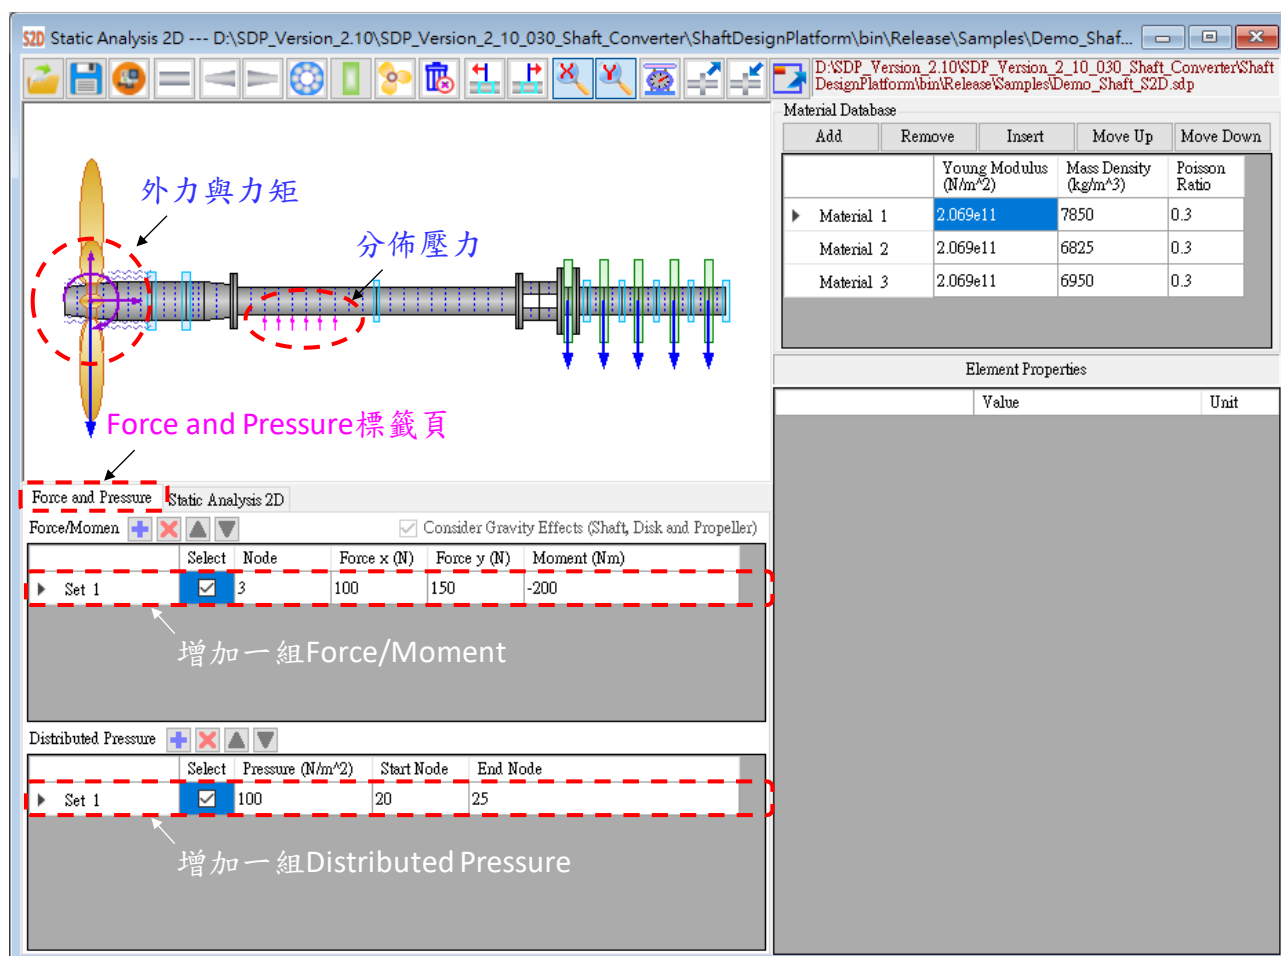 S2D Static Analysis 2D --- D:\SDP_Version_2.10\SDP_Version_2_10_030_Shaft_Converter\ShaftDesignPlatform\bin\Release\Samples\Demo_Shaf...
X Y
D:\SDP_Version_2.10\SDP_Version_2_10_030_Shaft_Converter\Shaft
DesignPlatform\bin\Release\Samples\Demo_Shaft_S2D.sdp
Material Database
Add Remove Insert Move Up Move Down
Young Modulus (N/m^2) Mass Density (kg/m^3) Poisson Ratio
Material 1 2.069e11 7850 0.3
Material 2 2.069e11 6825 0.3
Material 3 2.069e11 6950 0.3
Element Properties
Value Unit
外力與力矩
分佈壓力
Force and Pressure標籤頁
Force and Pressure Static Analysis 2D
Force/Momen Consider Gravity Effects (Shaft, Disk and Propeller)
Select Node Force x (N) Force y (N) Moment (Nm)
Set 1 3 100 150 -200
增加一組Force/Moment
Distributed Pressure
Select Pressure (N/m^2) Start Node End Node
Set 1 100 20 25
增加一組Distributed Pressure